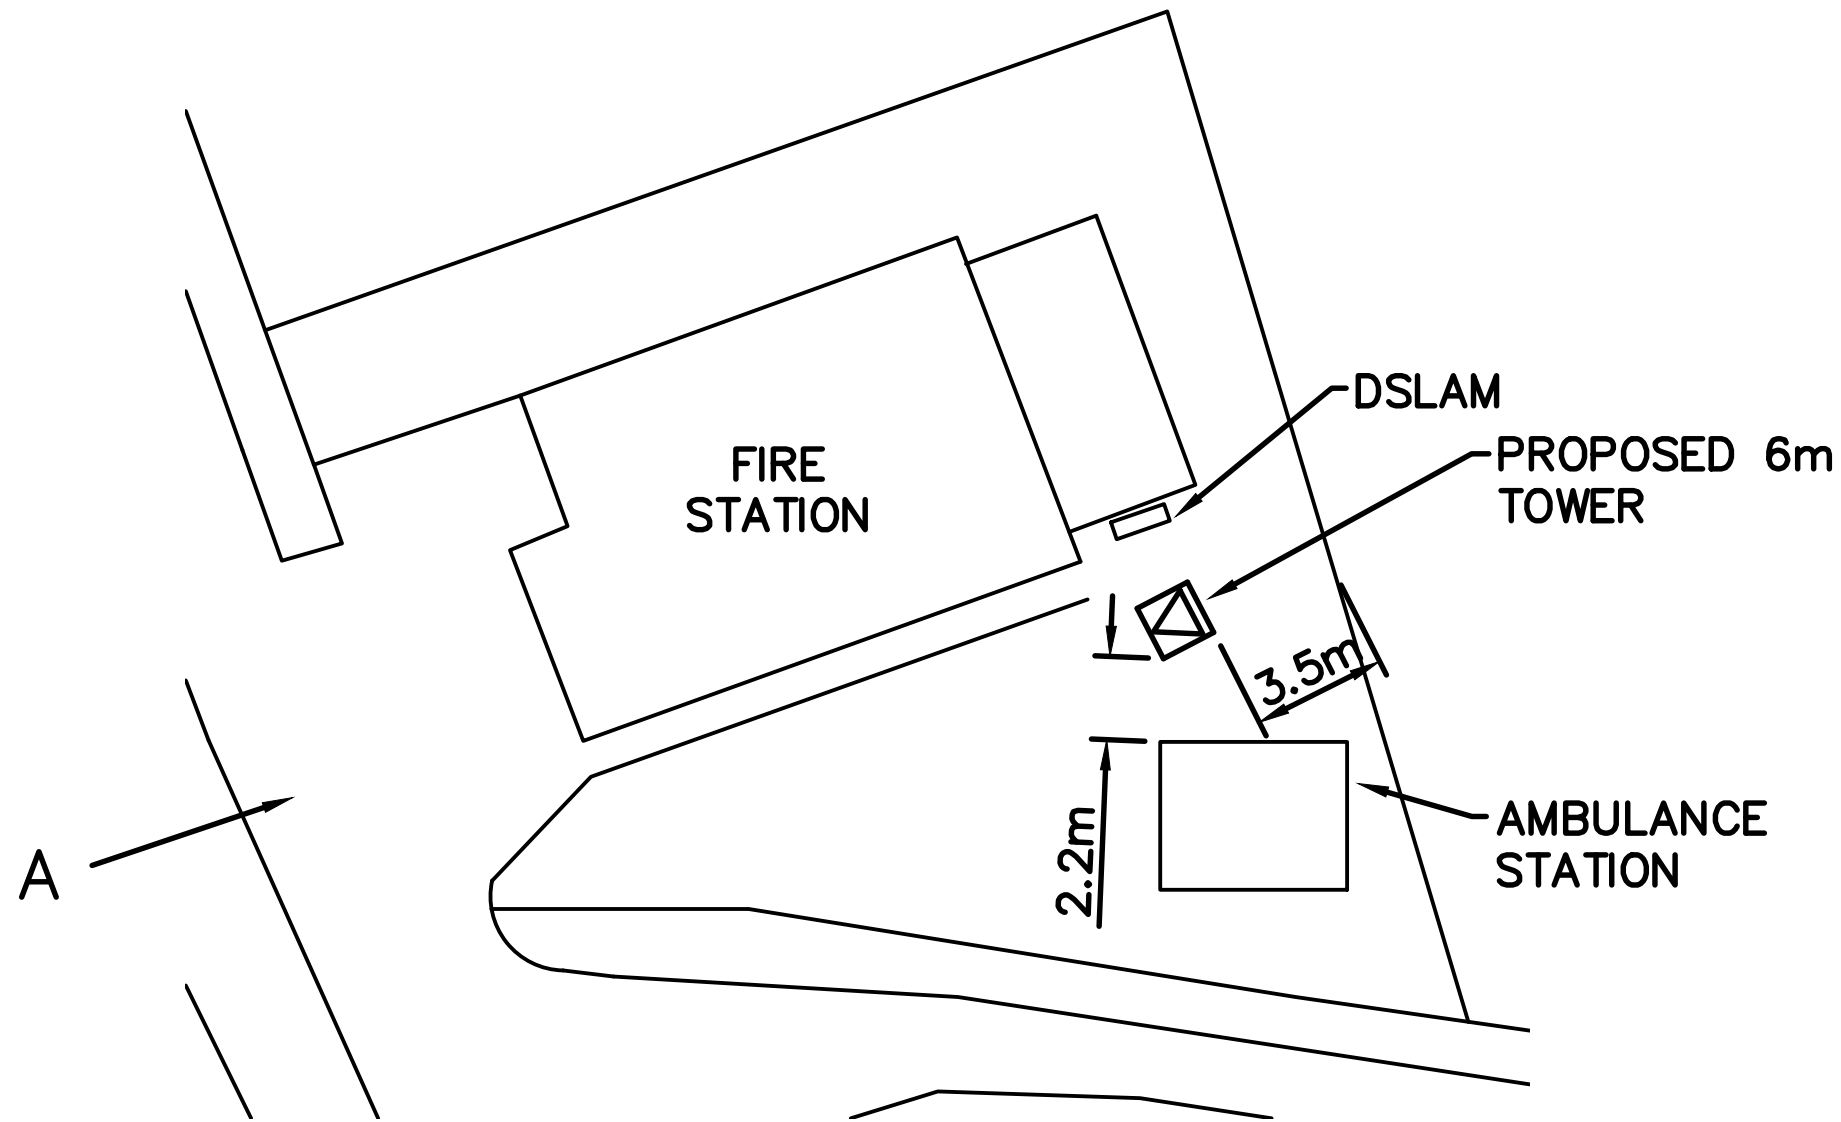 DSLAM
PROPOSED 6m
TOWER
FIRE
STATION
3.5m
2.2m
AMBULANCE
STATION
A